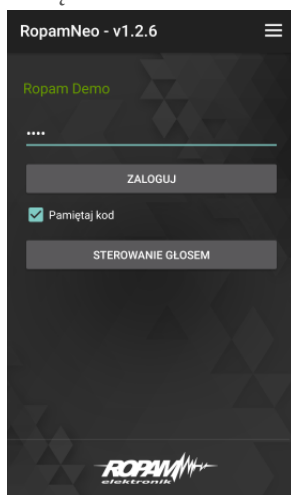 RopamNeo - v1.2.6
Ropam Demo
....
ZALOGUJ
Pamiętaj kod
STEROWANIE GŁOSEM
ROPAM
elektronik